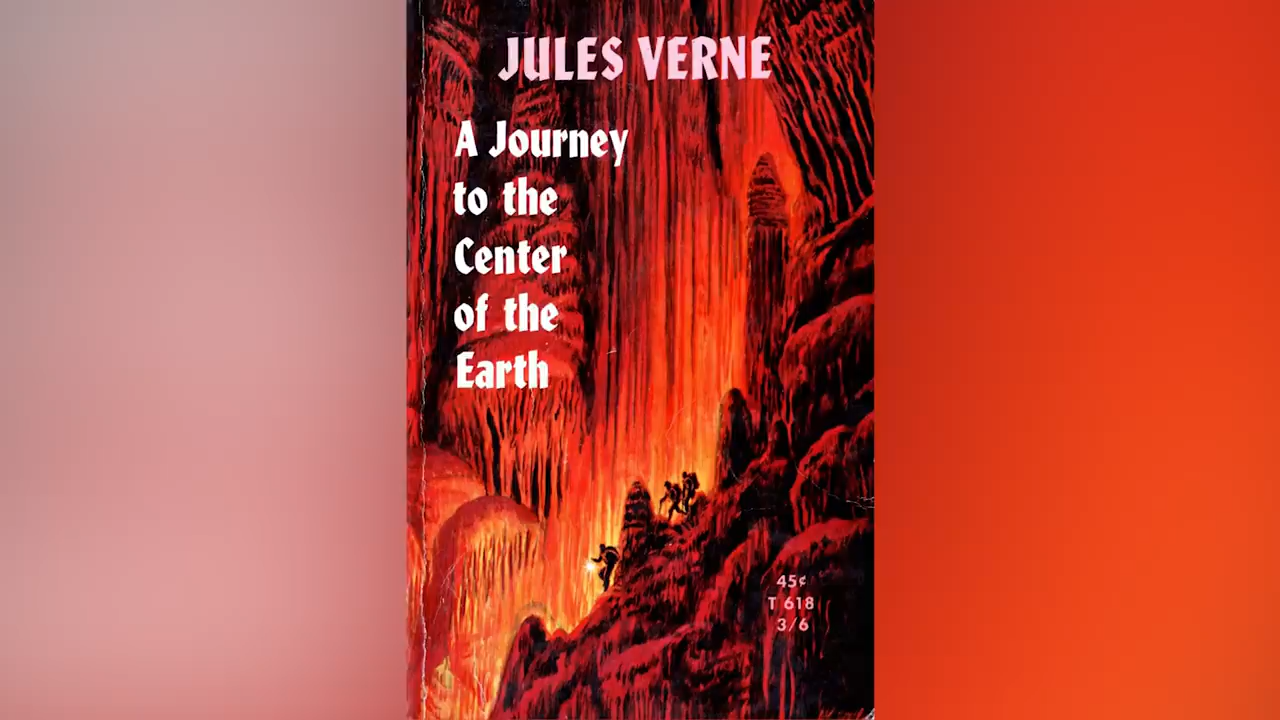 JULES VERNE
A Journey
to the
Center
of the
Earth
45¢
T 618
3/6